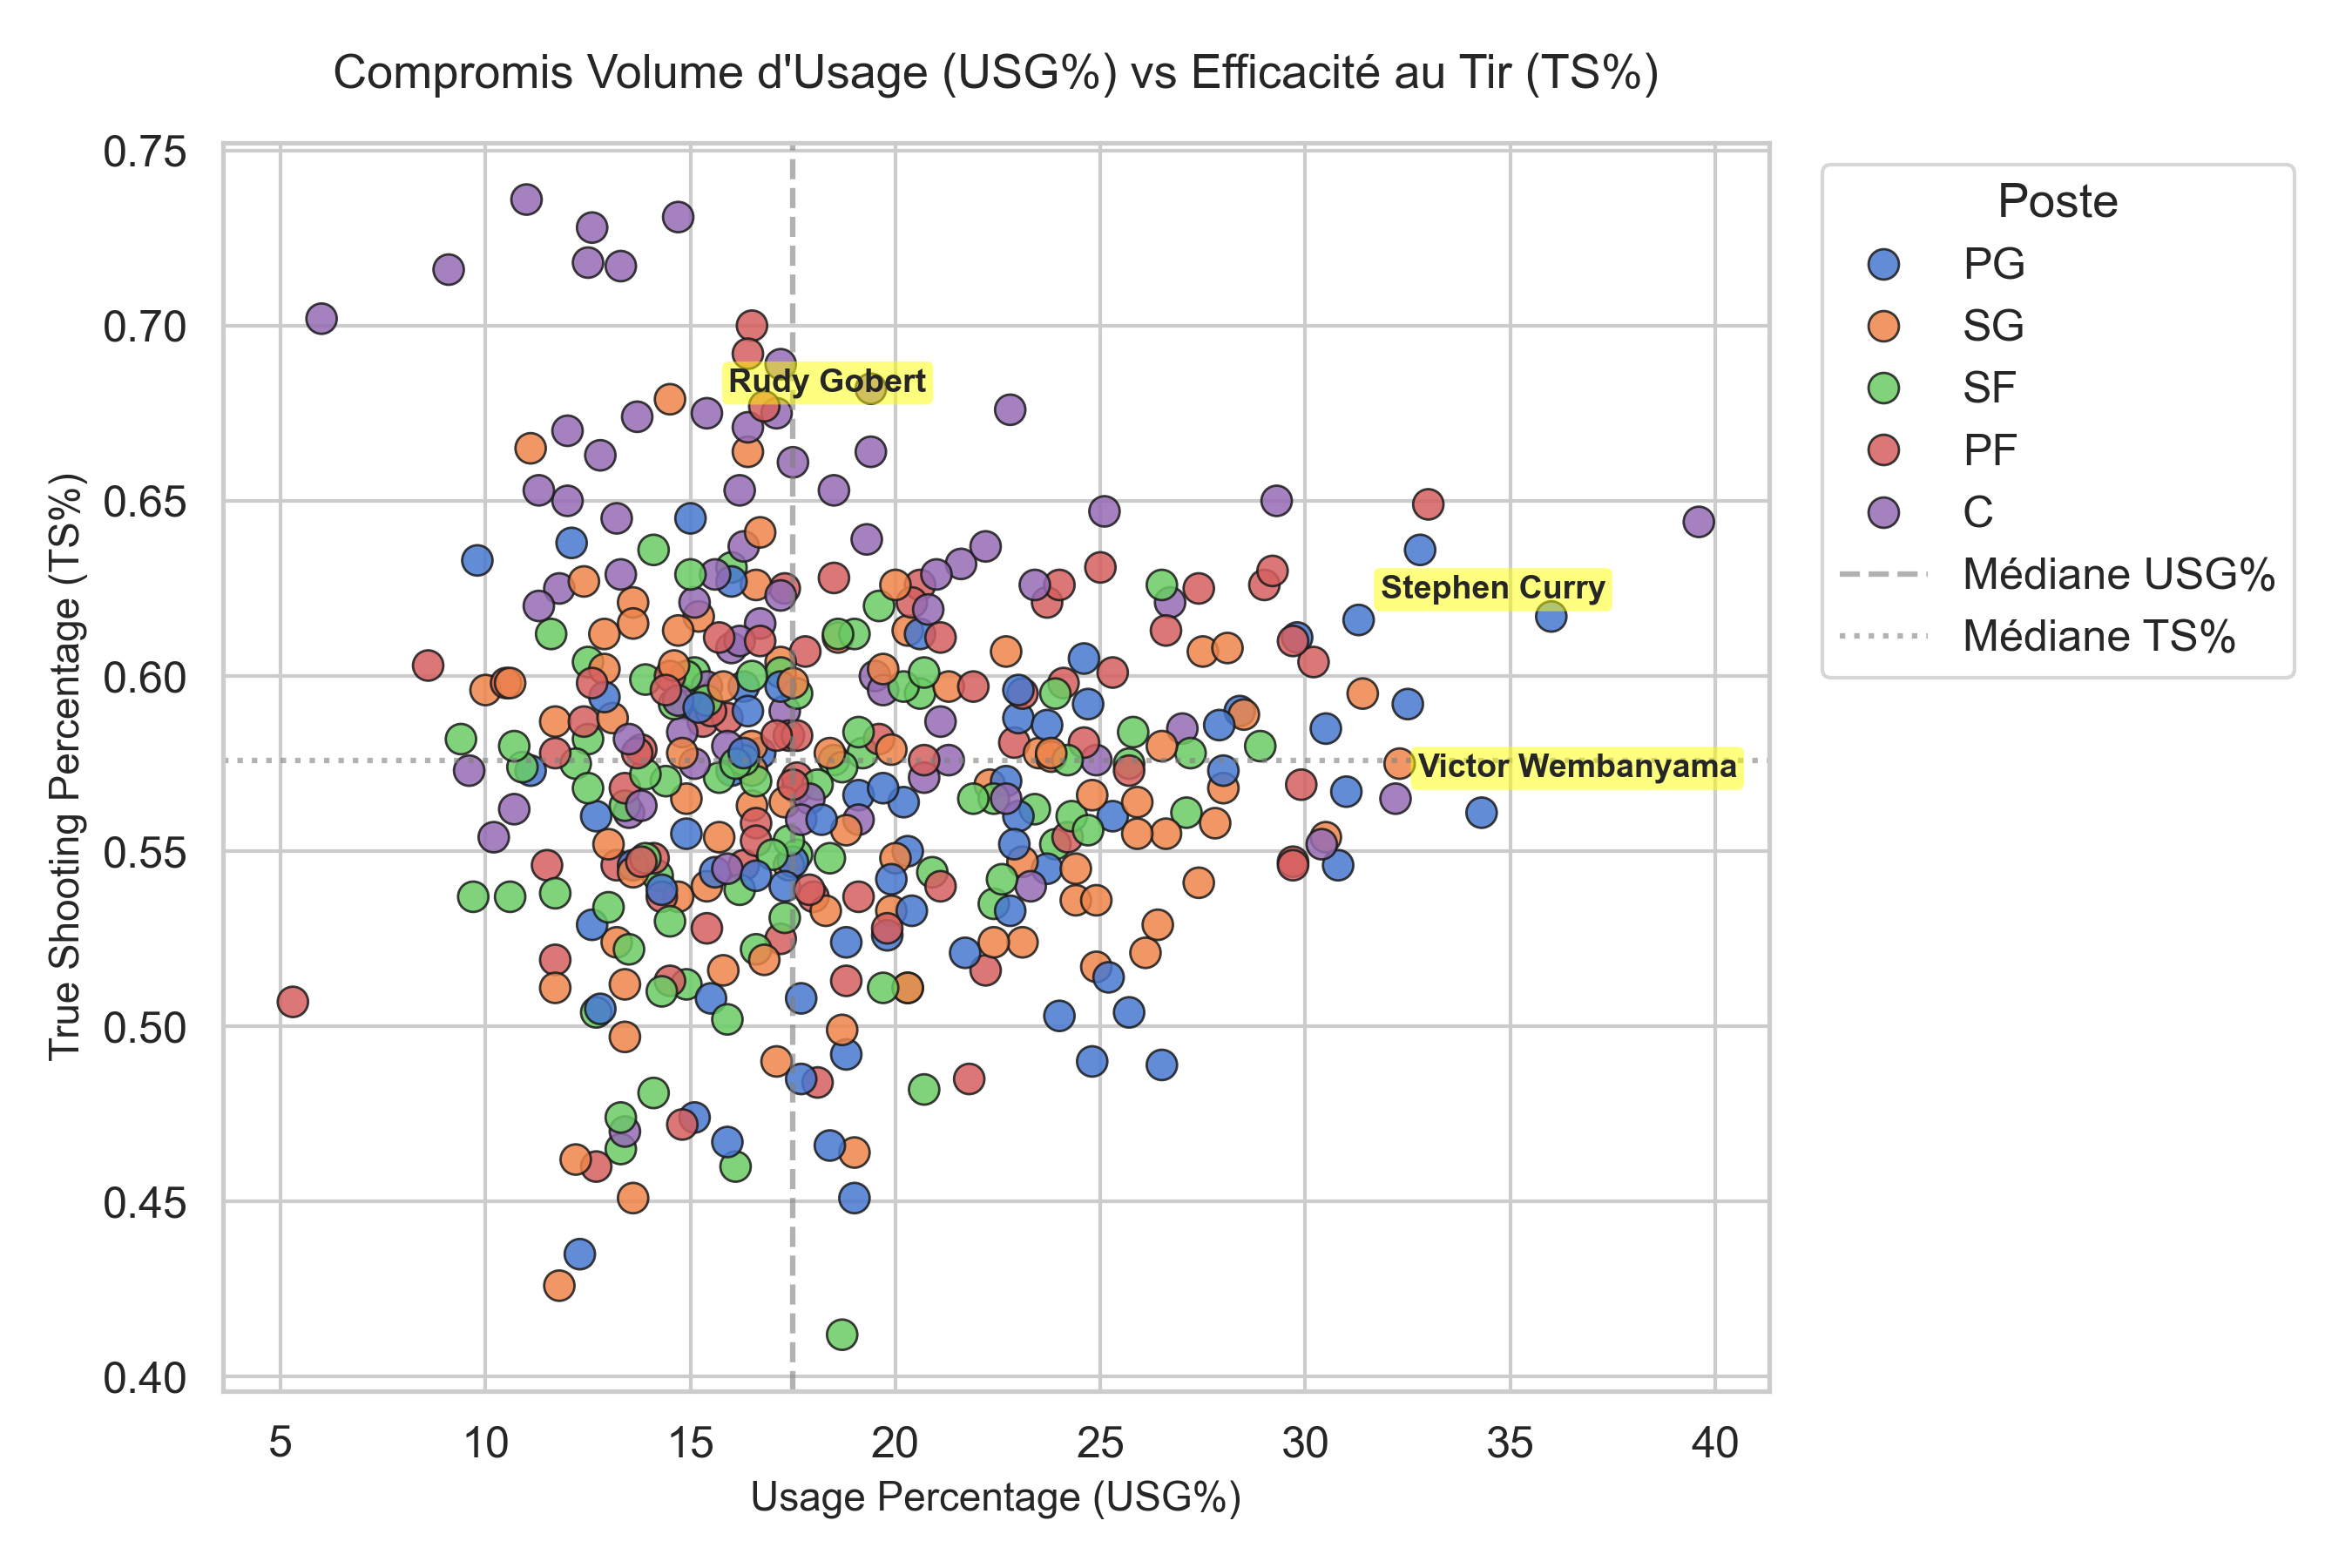 Compromis Volume d'Usage (USG%) vs Efficacité au Tir (TS%)
True Shooting Percentage (TS%)
0.75
0.70
0.65
0.60
0.55
0.50
0.45
0.40
Rudy Gobert
Stephen Curry
Victor Wembanyama
5 10 15 20 25 30 35 40
Usage Percentage (USG%)
Poste
PG
SG
SF
PF
C
Médiane USG%
Médiane TS%